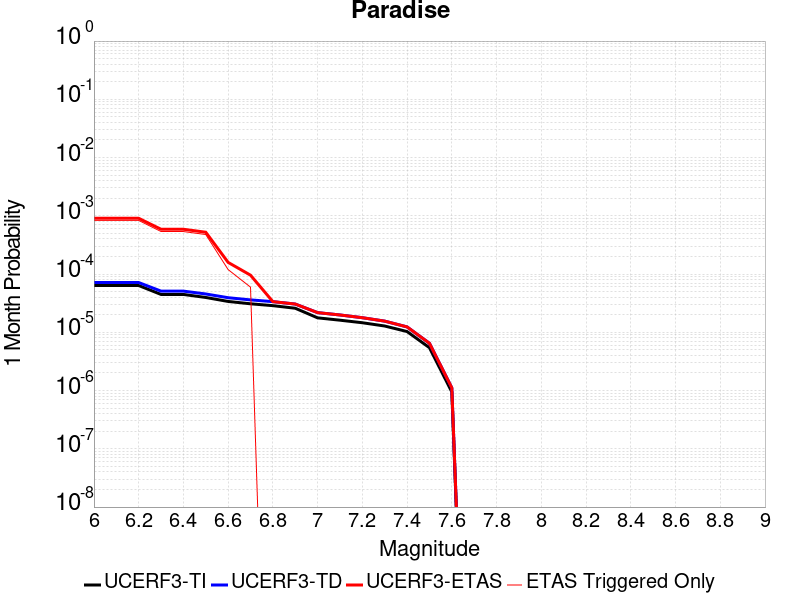 Paradise
10^0
10^-1
10^-2
10^-3
10^-4
10^-5
10^-6
10^-7
10^-8
1 Month Probability
6 6.2 6.4 6.6 6.8 7 7.2 7.4 7.6 7.8 8 8.2 8.4 8.6 8.8 9
Magnitude
UCERF3-TI UCERF3-TD UCERF3-ETAS ETAS Triggered Only